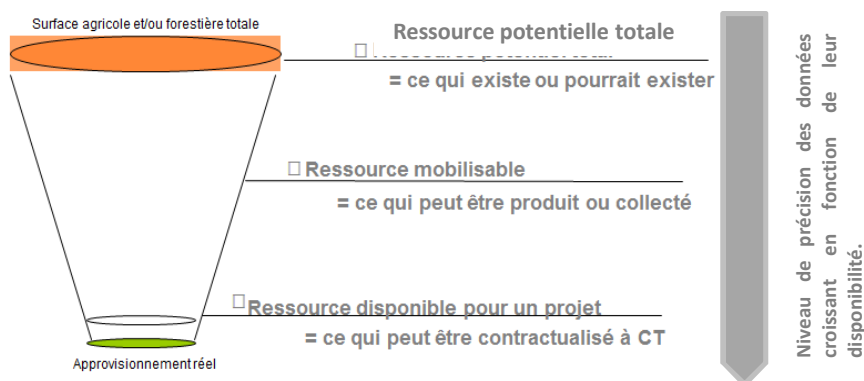 Surface agricole et/ou forestière totale
Ressource potentielle totale
= ce qui existe ou pourrait exister
Ressource mobilisable
= ce qui peut être produit ou collecté
Ressource disponible pour un projet
= ce qui peut être contractualisé à CT
Approvisionnement réel
Niveau de précision des données
croissant en fonction de leur
disponibilité.